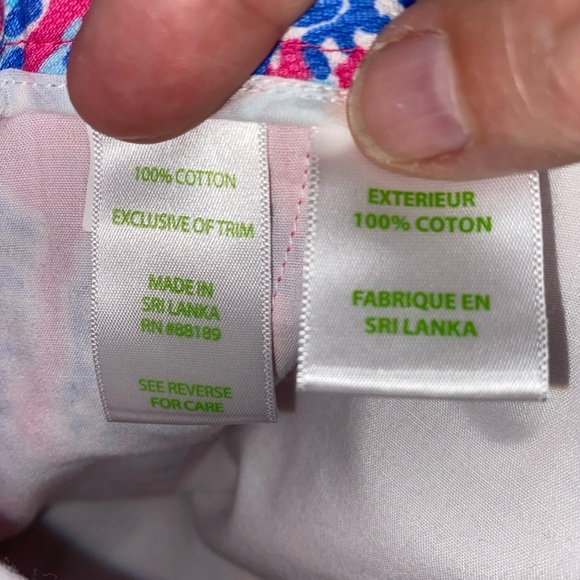 100% COTTON
EXCLUSIVE OF TRIM
MADE IN
SRI LANKA
RN #88189
SEE REVERSE
FOR CARE
EXTERIEUR
100% COTON
FABRIQUE EN
SRI LANKA